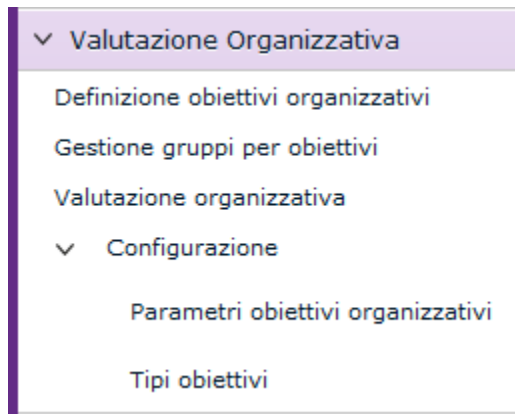 Valutazione Organizzativa
Definizione obiettivi organizzativi
Gestione gruppi per obiettivi
Valutazione organizzativa
Configurazione
Parametri obiettivi organizzativi
Tipi obiettivi